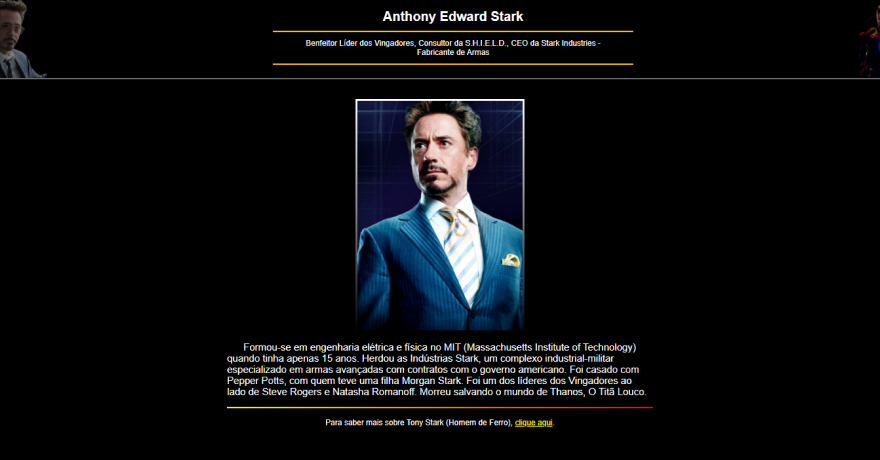 Anthony Edward Stark
Benfeitor Líder dos Vingadores, Consultor da S.H.I.E.L.D., CEO da Stark Industries -
Fabricante de Armas
Formou-se em engenharia elétrica e física no MIT (Massachusetts Institute of Technology)
quando tinha apenas 15 anos. Herdou as Indústrias Stark, um complexo industrial-militar
especializado em armas avançadas com contratos com o governo americano. Foi casado com
Pepper Potts, com quem teve uma filha Morgan Stark. Foi um dos líderes dos Vingadores ao
lado de Steve Rogers e Natasha Romanoff. Morreu salvando o mundo de Thanos, O Titã Louco.
Para saber mais sobre Tony Stark (Homem de Ferro), clique aqui.